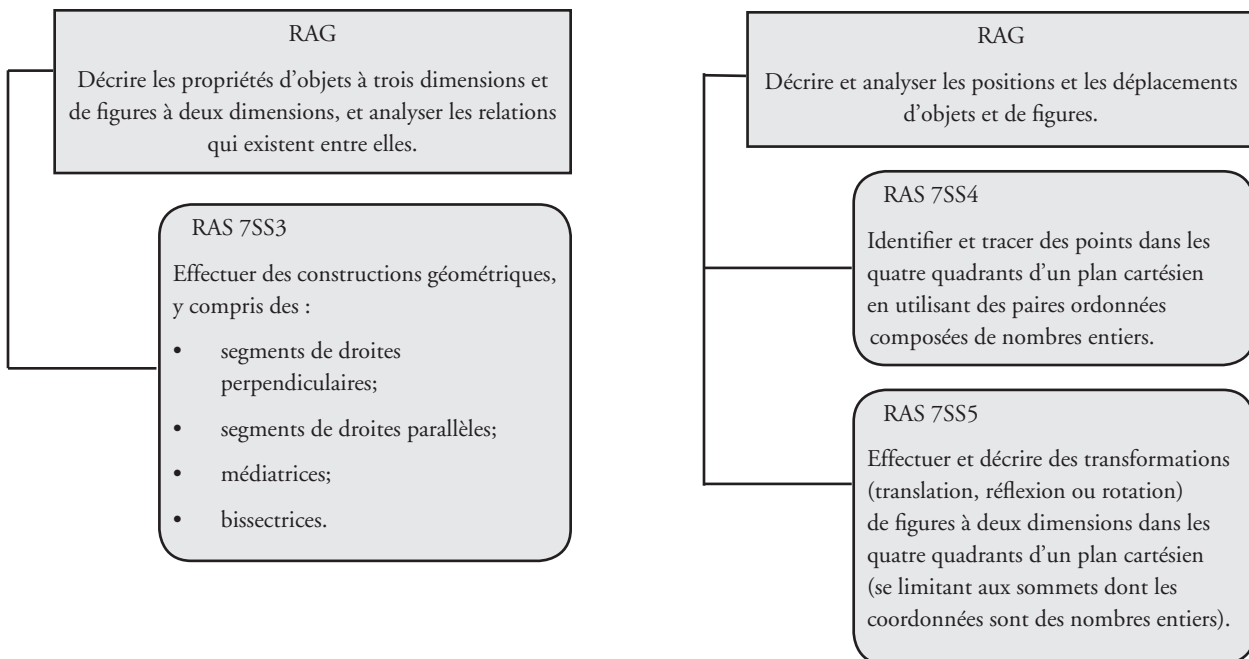 RAG
Décrire les propriétés d'objets à trois dimensions et
de figures à deux dimensions, et analyser les relations
qui existent entre elles.
RAS 7SS3
Effectuer des constructions géométriques,
y compris des :
• segments de droites
perpendiculaires;
• segments de droites parallèles;
• médiatrices;
• bissectrices.
RAG
Décrire et analyser les positions et les déplacements
d'objets et de figures.
RAS 7SS4
Identifier et tracer des points dans les
quatre quadrants d'un plan cartésien
en utilisant des paires ordonnées
composées de nombres entiers.
RAS 7SS5
Effectuer et décrire des transformations
(translation, réflexion ou rotation)
de figures à deux dimensions dans les
quatre quadrants d'un plan cartésien
(se limitant aux sommets dont les
coordonnées sont des nombres entiers).